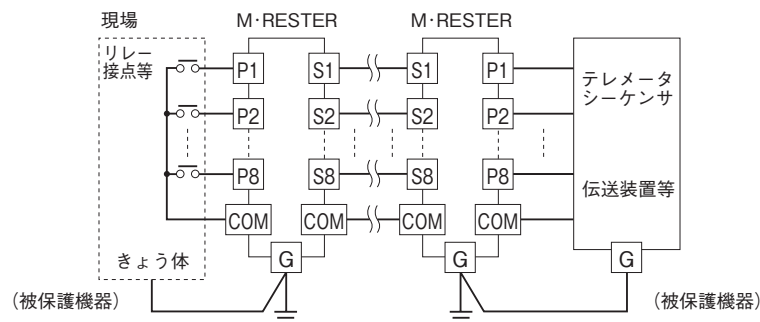 現場
M·RESTER
M·RESTER
リレー
接点等
P1
S1
S1
P1
P2
S2
S2
P2
P8
S8
S8
P8
COM
COM
COM
COM
G
G
G
テレメータ
シーケンサ
伝送装置等
きょう体
(被保護機器)
(被保護機器)